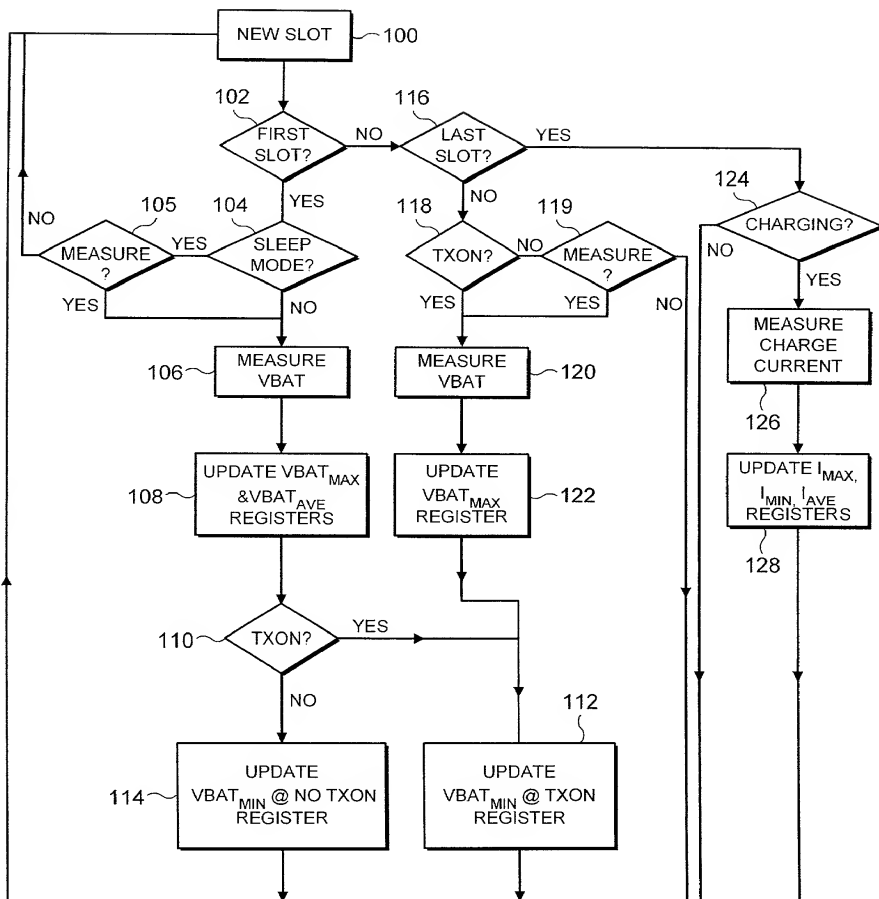 NEW SLOT
100
102
FIRST
SLOT?
NO
116
LAST
SLOT?
YES
YES
NO
105
MEASURE
?
NO
YES
YES
104
SLEEP
MODE?
NO
118
TXON?
NO
YES
119
MEASURE
?
YES
NO
124
CHARGING?
NO
YES
106
MEASURE
VBAT
MEASURE
VBAT
120
MEASURE
CHARGE
CURRENT
126
108
UPDATE VBATMAX
&VBATAVE
REGISTERS
UPDATE
VBATMAX
REGISTER
122
UPDATE IMAX,
IMIN, IAVE
REGISTERS
128
110
TXON?
YES
NO
112
114
UPDATE
VBATMIN @ NO TXON
REGISTER
UPDATE
VBATMIN @ TXON
REGISTER